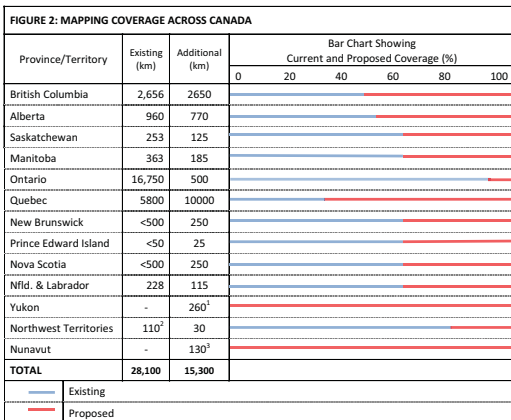 FIGURE 2: MAPPING COVERAGE ACROSS CANADA
Province/Territory Existing (km) Additional (km) Bar Chart Showing
Current and Proposed Coverage (%)
0 20 40 60 80 100
British Columbia 2,656 2650
Alberta 960 770
Saskatchewan 253 125
Manitoba 363 185
Ontario 16,750 500
Quebec 5800 10000
New Brunswick <500 250
Prince Edward Island <50 25
Nova Scotia <500 250
Nfld. & Labrador 228 115
Yukon - 260¹
Northwest Territories 110² 30
Nunavut - 130³
TOTAL 28,100 15,300
Existing
Proposed